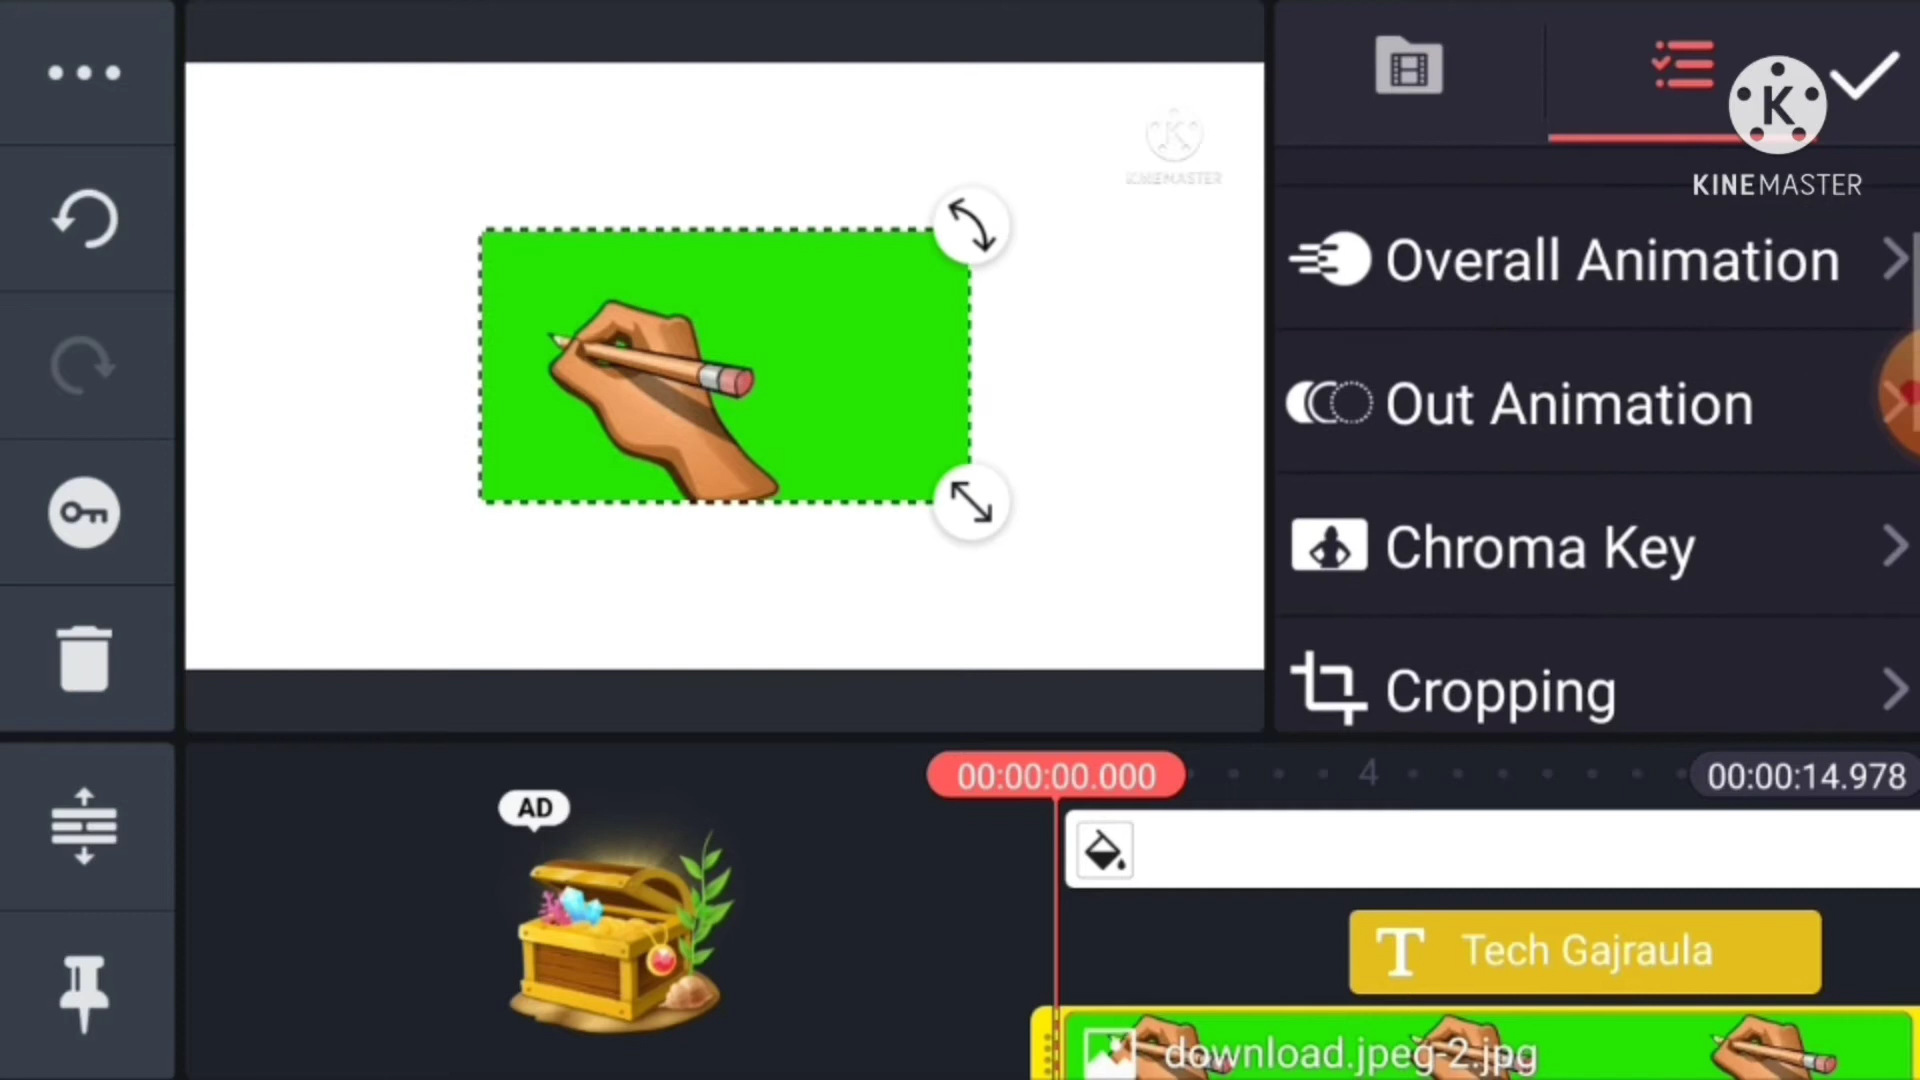 K
KINEMASTER
K
KINEMASTER
Overall Animation
Out Animation
Chroma Key
Cropping
00:00:00.000
4
00:00:14.978
AD
T Tech Gajraula
download.jpeg-2.jpg